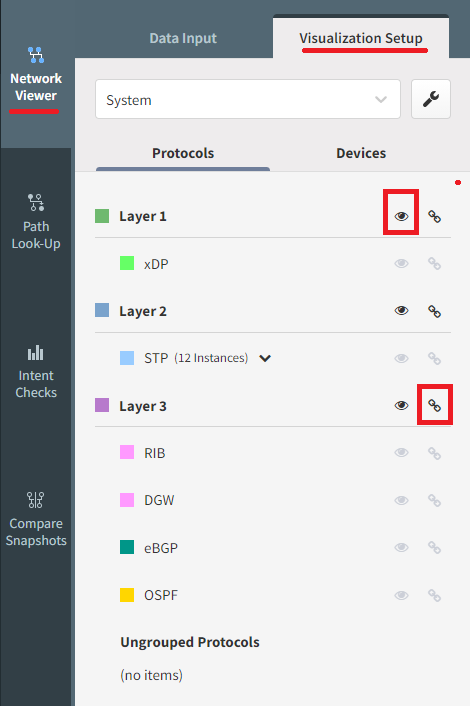 Data Input
Visualization Setup
Network
Viewer
System
Protocols
Devices
Layer 1
xDP
Path
Look-Up
Layer 2
STP (12 Instances)
Intent
Checks
Layer 3
RIB
DGW
Compare
Snapshots
eBGP
OSPF
Ungrouped Protocols
(no items)